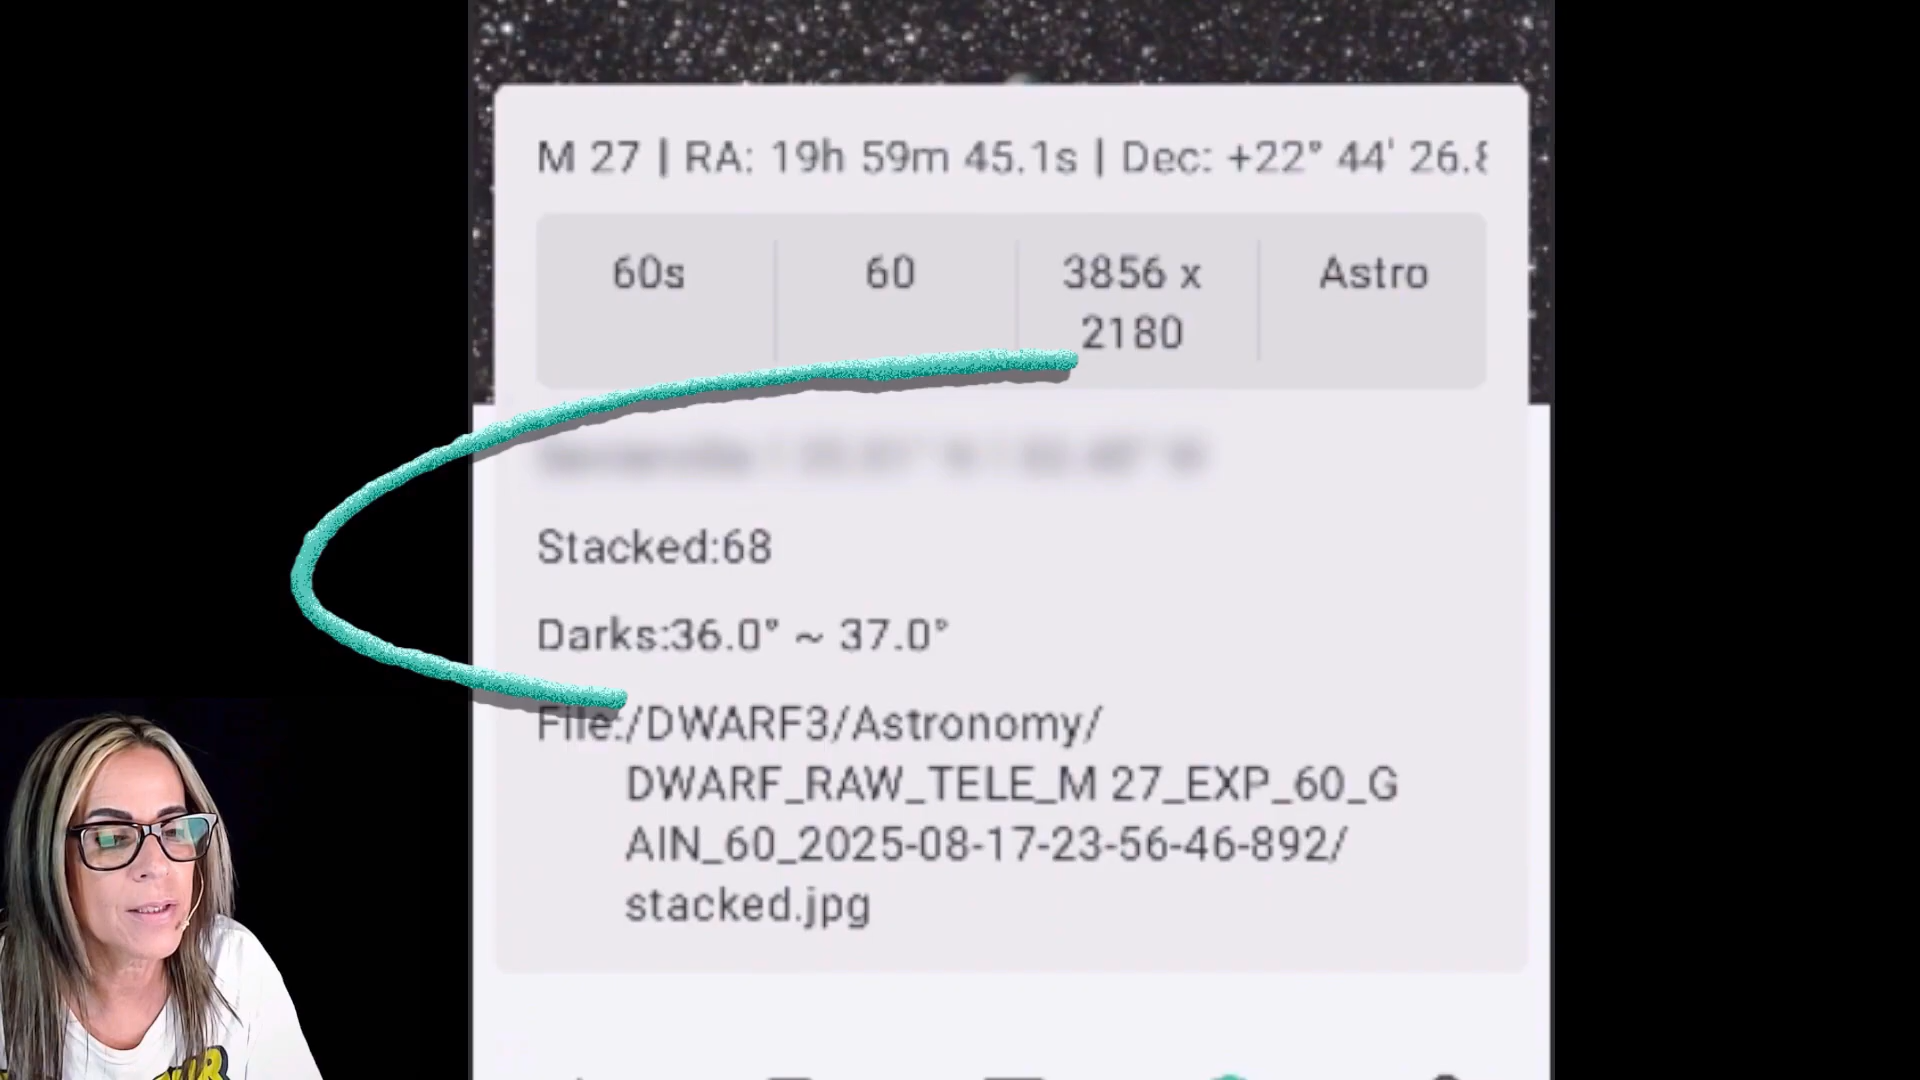 M 27 | RA: 19h 59m 45.1s | Dec: +22° 44' 26.8
60s
60
3856 x
2180
Astro
Stacked:68
Darks:36.0° ~ 37.0°
File:/DWARF3/Astronomy/
DWARF_RAW_TELE_M 27_EXP_60_G
AIN_60_2025-08-17-23-56-46-892/
stacked.jpg